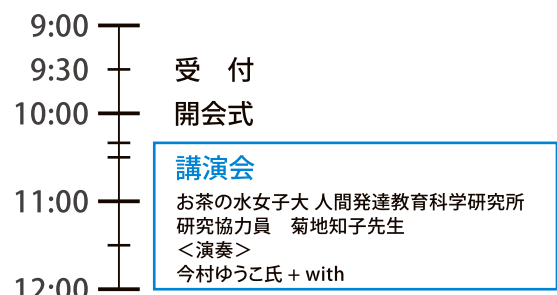 9:00
9:30 受　付
10:00 開会式
講演会
11:00 お茶の水女子大 人間発達教育科学研究所
研究協力員　菊地知子先生
＜演奏＞
今村ゆうこ氏 + with
12:00